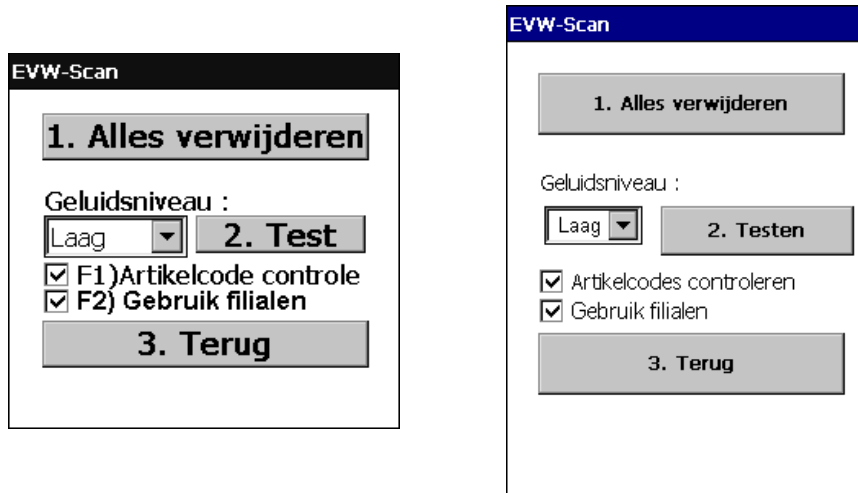 EVW-Scan
1. Alles verwijderen
Geluidsniveau :
Laag
2. Test
F1)Artikelcode controle
F2) Gebruik filialen
3. Terug
EVW-Scan
1. Alles verwijderen
Geluidsniveau :
Laag
2. Testen
Artikelcodes controleren
Gebruik filialen
3. Terug